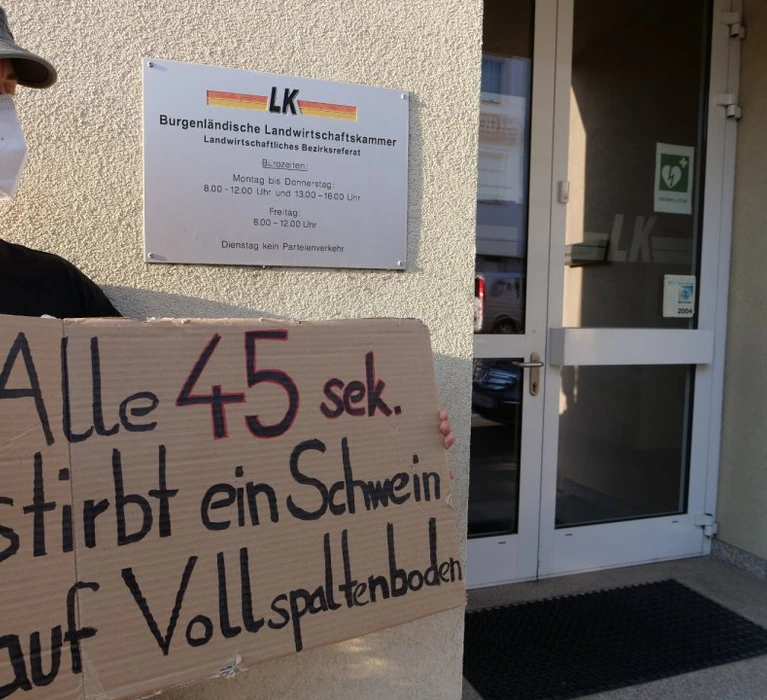 LK
Burgenländische Landwirtschaftskammer
Landwirtschaftliches Bezirksreferat
Bürozeiten:
Montag bis Donnerstag:
8.00 - 12.00 Uhr und 13.00 - 16.00 Uhr
Freitag:
8.00 - 12.00 Uhr
Dienstag kein Parteienverkehr
Alle 45 sek.
stirbt ein Schwein
auf Vollspaltenboden
LK
2004